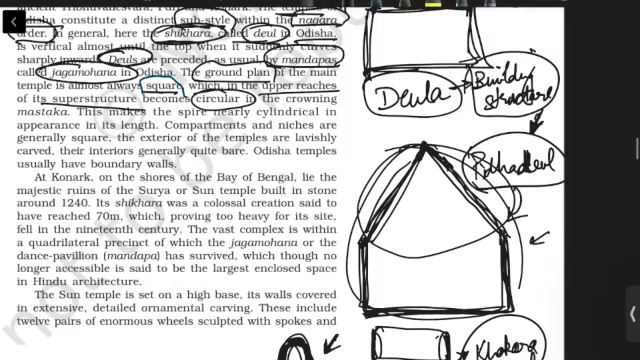 ancient Tribhuvanesvara, Puri and Konark. The temples of
Odisha constitute a distinct sub-style within the nagara
order. In general, here the shikhara, called deul in Odisha,
is vertical almost until the top when it suddenly curves
sharply inwards. Deuls are preceded, as usual, by mandapas
called jagamohana in Odisha. The ground plan of the main
temple is almost always square, which, in the upper reaches
of its superstructure becomes circular in the crowning
mastaka. This makes the spire nearly cylindrical in
appearance in its length. Compartments and niches are
generally square, the exterior of the temples are lavishly
carved, their interiors generally quite bare. Odisha temples
usually have boundary walls.
At Konark, on the shores of the Bay of Bengal, lie the
majestic ruins of the Surya or Sun temple built in stone
around 1240. Its shikhara was a colossal creation said
to have reached 70m, which, proving too heavy for its site,
fell in the nineteenth century. The vast complex is within
a quadrilateral precinct of which the jagamohana or the
dance-pavilion (mandapa) has survived, which though no
longer accessible is said to be the largest enclosed space
in Hindu architecture.
The Sun temple is set on a high base, its walls covered
in extensive, detailed ornamental carving. These include
twelve pairs of enormous wheels sculpted with spokes and
Deula
Building
structure